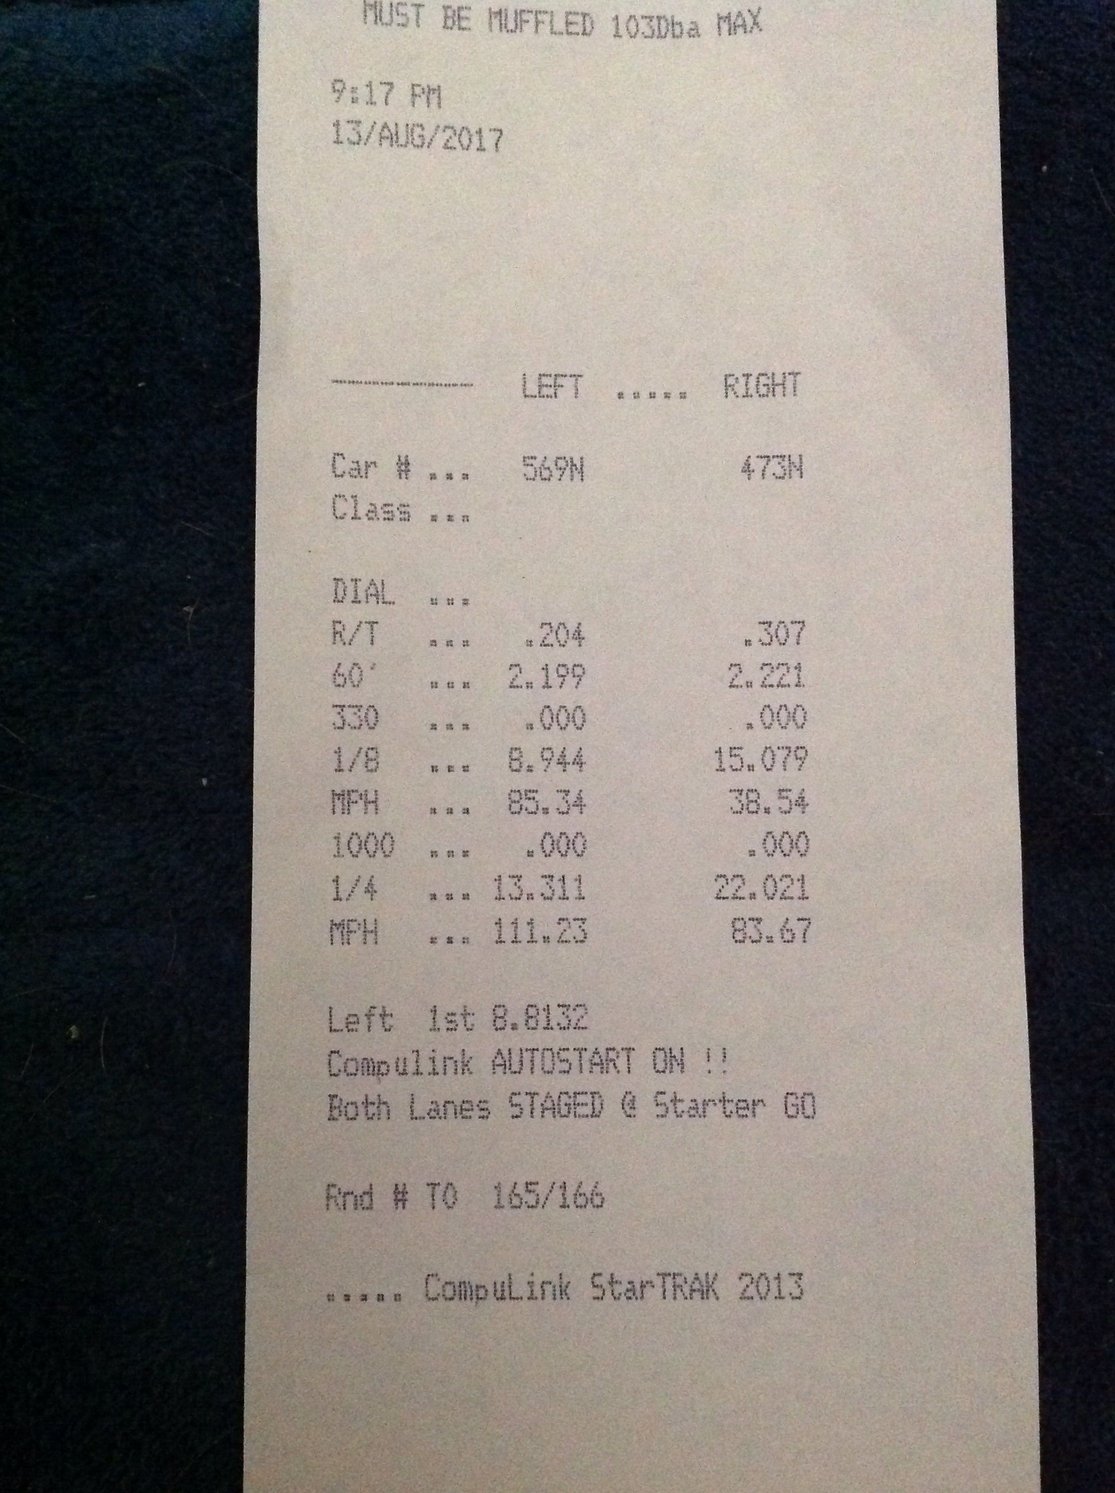 MUST BE MUFFLED 103Dba MAX
9:17 PM
13/AUG/2017
--------------- LEFT ..... RIGHT
Car # ... 569N 473N
Class ...
DIAL ...
R/T ... .204 .307
60' ... 2.199 2.221
330 ... .000 .000
1/8 ... 8.944 15.079
MPH ... 85.34 38.54
1000 ... .000 .000
1/4 ... 13.311 22.021
MPH ... 111.23 83.67
Left 1st 8.8132
Compulink AUTOSTART ON !!
Both Lanes STAGED @ Starter GO
Rnd # TO 165/166
..... CompuLink StarTRAK 2013